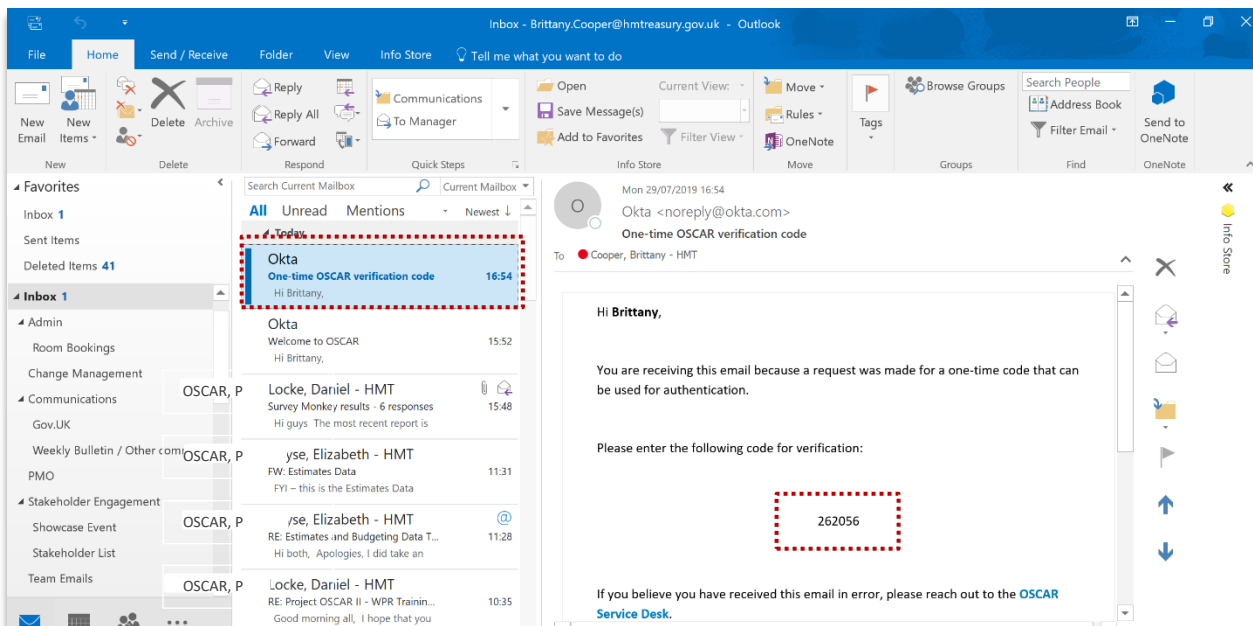 Inbox - Brittany.Cooper@hmtreasury.gov.uk - Outlook
File Home Send / Receive Folder View Info Store Tell me what you want to do
New Email
New Items
Delete
Archive
New
Delete
Reply
Reply All
Forward
Respond
Communications
To Manager
Quick Steps
Open
Save Message(s)
Add to Favorites
Current View:
Filter View
Info Store
Move
Rules
OneNote
Move
Tags
Browse Groups
Groups
Search People
Address Book
Filter Email
Find
Send to
OneNote
OneNote
Favorites
Inbox 1
Sent Items
Deleted Items 41
Inbox 1
Admin
Room Bookings
Change Management
Communications
Gov.UK
Weekly Bulletin / Other com
PMO
Stakeholder Engagement
Showcase Event
Stakeholder List
Team Emails
OSCAR, P
OSCAR, P
OSCAR, P
OSCAR, P
Search Current Mailbox Current Mailbox
All Unread Mentions Newest ↓
Today
Okta
One-time OSCAR verification code 16:54
Hi Brittany,
Okta
Welcome to OSCAR 15:52
Hi Brittany,
Locke, Daniel - HMT
Survey Monkey results - 6 responses 15:48
Hi guys The most recent report is
yse, Elizabeth - HMT
FW: Estimates Data 11:31
FYI – this is the Estimates Data
yse, Elizabeth - HMT @
RE: Estimates and Budgeting Data T... 11:28
Hi both, Apologies, I did take an
Locke, Daniel - HMT
RE: Project OSCAR II - WPR Trainin... 10:35
Good morning all, I hope that you
O
Mon 29/07/2019 16:54
Okta <noreply@okta.com>
One-time OSCAR verification code
To Cooper, Brittany - HMT
Hi Brittany,
You are receiving this email because a request was made for a one-time code that can
be used for authentication.
Please enter the following code for verification:
262056
If you believe you have received this email in error, please reach out to the OSCAR
Service Desk.
Info Store